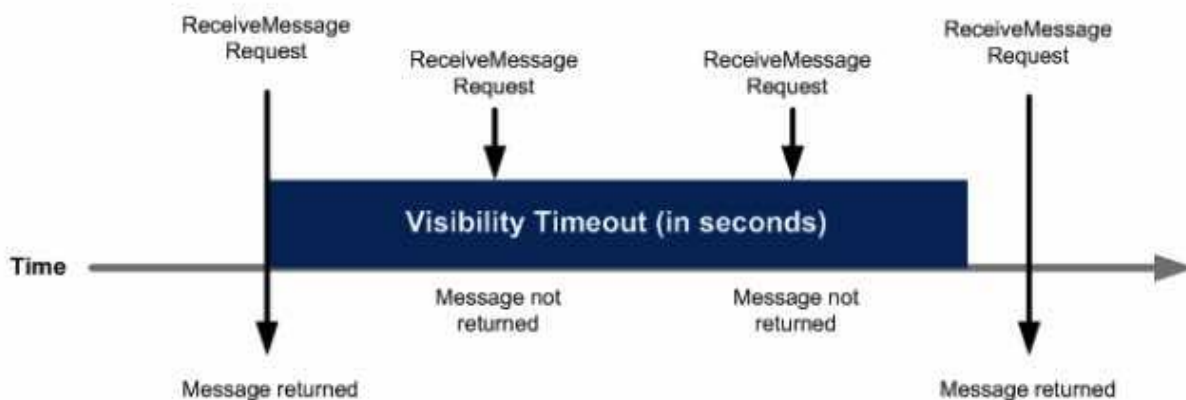 ReceiveMessage
Request
ReceiveMessage
Request
ReceiveMessage
Request
ReceiveMessage
Request
Visibility Timeout (in seconds)
Time
Message not
returned
Message not
returned
Message returned
Message returned